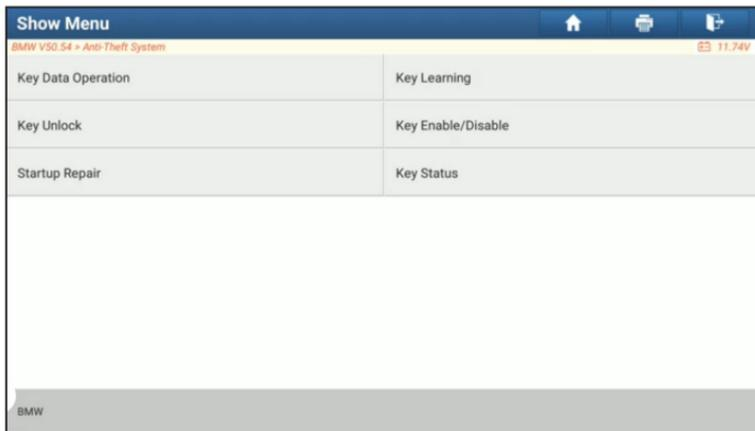 Show Menu
BMW V50.54 > Anti-Theft System 11.74V
Key Data Operation Key Learning
Key Unlock Key Enable/Disable
Startup Repair Key Status
BMW